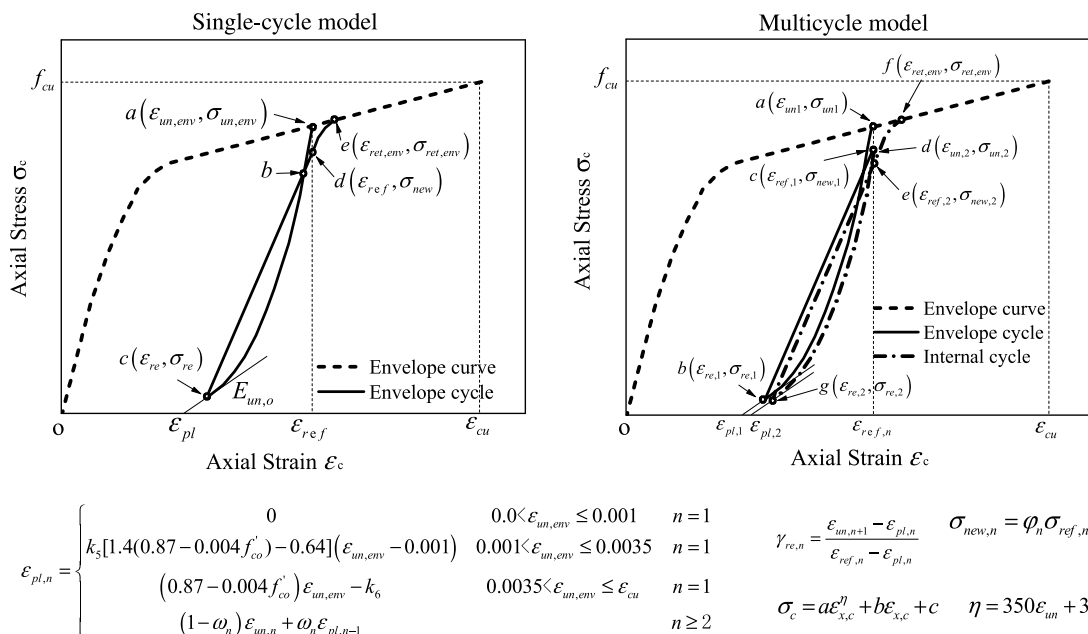 Single-cycle model
f_cu
a(ε_un,env, σ_un,env)
e(ε_ret,env, σ_ret,env)
b
d(ε_ref, σ_new)
c(ε_re, σ_re)
E_un,o
Envelope curve
Envelope cycle
o
ε_pl
ε_ref
ε_cu
Axial Stress σ_c
Axial Strain ε_c
Multicycle model
f_cu
f(ε_ret,env, σ_ret,env)
a(ε_un1, σ_un1)
d(ε_un,2, σ_un,2)
c(ε_ref,1, σ_new,1)
e(ε_ref,2, σ_new,2)
Envelope curve
Envelope cycle
Internal cycle
b(ε_re,1, σ_re,1)
g(ε_re,2, σ_re,2)
o
ε_pl,1 ε_pl,2
ε_ref,n
ε_cu
Axial Stress σ_c
Axial Strain ε_c
ε_pl,n = {
0 0.0<ε_un,env ≤ 0.001 n = 1
k_5[1.4(0.87−0.004f'_co)−0.64](ε_un,env−0.001) 0.001<ε_un,env ≤ 0.0035 n = 1
(0.87−0.004f'_co)ε_un,env − k_6 0.0035<ε_un,env ≤ ε_cu n = 1
(1−ω_n)ε_un,n + ω_n ε_pl,n−1 n ≥ 2
γ_re,n = (ε_un,n+1 − ε_pl,n)/(ε_ref,n − ε_pl,n) σ_new,n = φ_n σ_ref,n
σ_c = aε_x,c^η + bε_x,c + c η = 350ε_un + 3